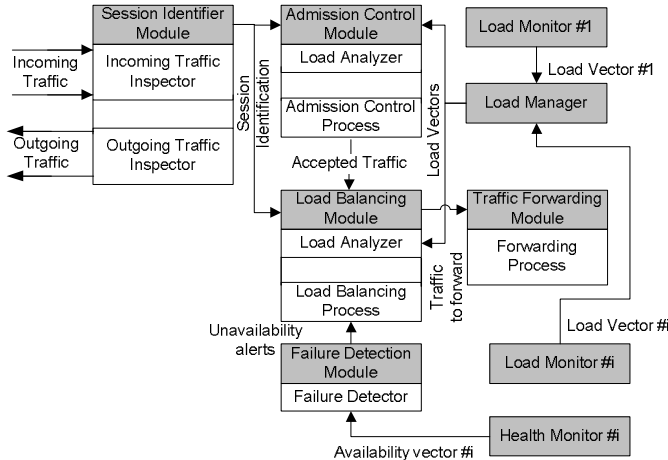 Session Identifier
Module
Incoming Traffic
Inspector
Outgoing Traffic
Inspector
Incoming
Traffic
Outgoing
Traffic
Session
Identification
Admission Control
Module
Load Analyzer
Admission Control
Process
Accepted Traffic
Load Vectors
Load Monitor #1
Load Vector #1
Load Manager
Load Balancing
Module
Load Analyzer
Load Balancing
Process
Traffic
to forward
Traffic Forwarding
Module
Forwarding
Process
Unavailability
alerts
Failure Detection
Module
Failure Detector
Load Vector #i
Load Monitor #i
Health Monitor #i
Availability vector #i